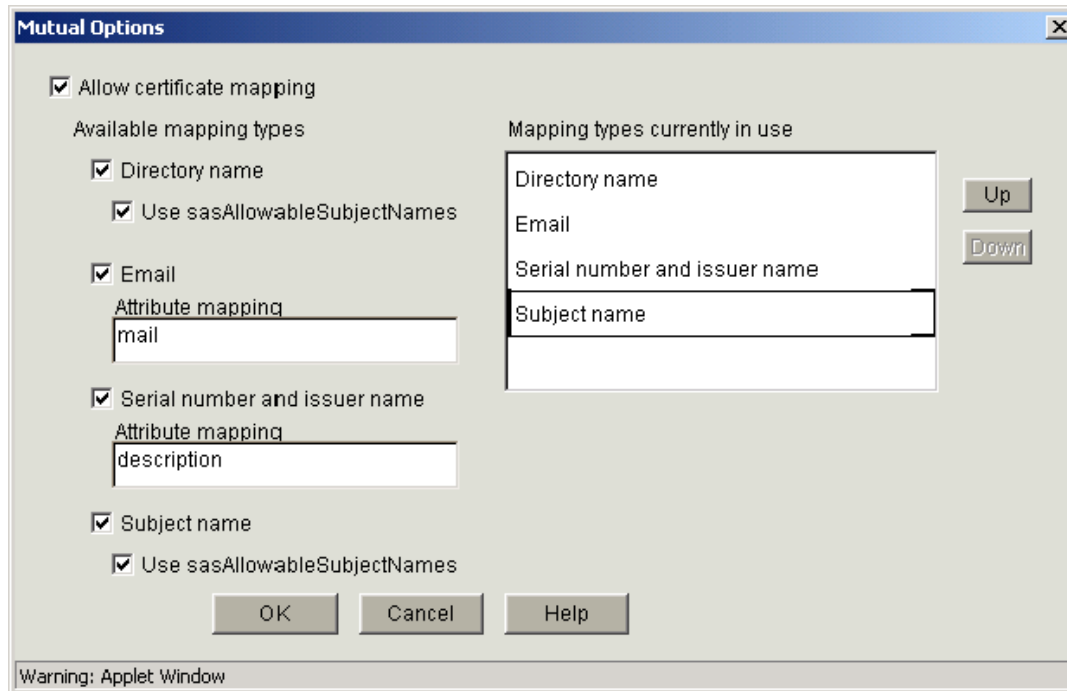 Mutual Options
Allow certificate mapping
Available mapping types
Directory name
Use sasAllowableSubjectNames
Email
Attribute mapping
mail
Serial number and issuer name
Attribute mapping
description
Subject name
Use sasAllowableSubjectNames
Mapping types currently in use
Directory name
Email
Serial number and issuer name
Subject name
Up
Down
OK
Cancel
Help
Warning: Applet Window